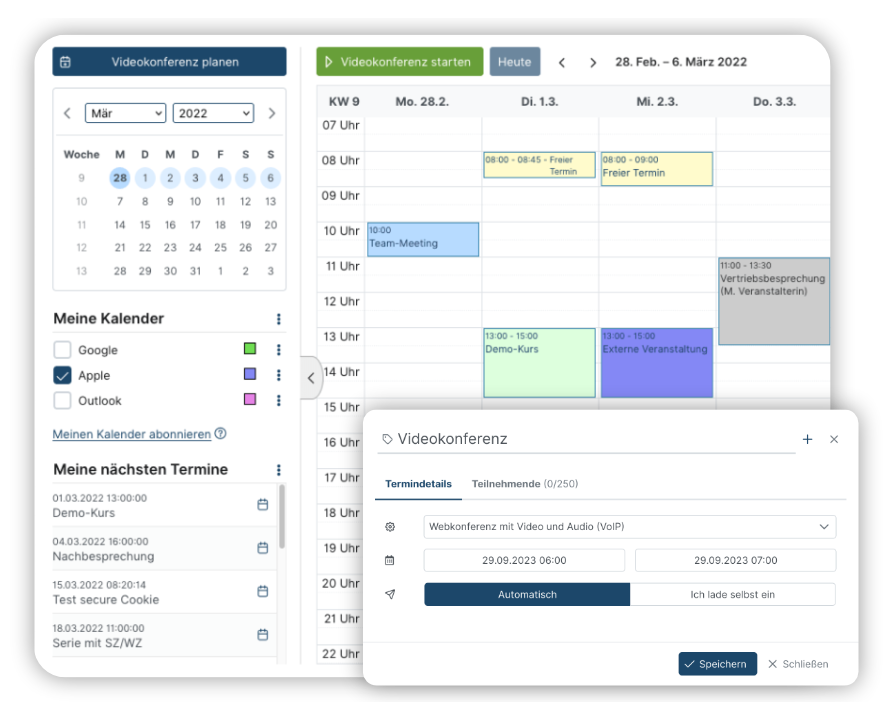 Videokonferenz planen
Mär
2022
Woche M D M D F S S
9 28 1 2 3 4 5 6
10 7 8 9 10 11 12 13
11 14 15 16 17 18 19 20
12 21 22 23 24 25 26 27
13 28 29 30 31 1 2 3
Meine Kalender
Google
Apple
Outlook
Meinen Kalender abonnieren ?
Meine nächsten Termine
01.03.2022 13:00:00
Demo-Kurs
04.03.2022 16:00:00
Nachbesprechung
15.03.2022 08:20:14
Test secure Cookie
18.03.2022 11:00:00
Serie mit SZ/WZ
Videokonferenz starten
Heute
28. Feb. – 6. März 2022
KW 9 Mo. 28.2. Di. 1.3. Mi. 2.3. Do. 3.3.
07 Uhr
08 Uhr
08:00 - 08:45 - Freier
Termin
08:00 - 09:00
Freier Termin
09 Uhr
10 Uhr
10:00
Team-Meeting
11 Uhr
11:00 - 13:30
Vertriebsbesprechung
(M. Veranstalterin)
12 Uhr
13 Uhr
13:00 - 15:00
Demo-Kurs
13:00 - 15:00
Externe Veranstaltung
14 Uhr
15 Uhr
16 Uhr
17 Uhr
18 Uhr
19 Uhr
20 Uhr
21 Uhr
22 Uhr
Videokonferenz
Termindetails
Teilnehmende (0/250)
Webkonferenz mit Video und Audio (VoIP)
29.09.2023 06:00
29.09.2023 07:00
Automatisch
Ich lade selbst ein
Speichern
Schließen